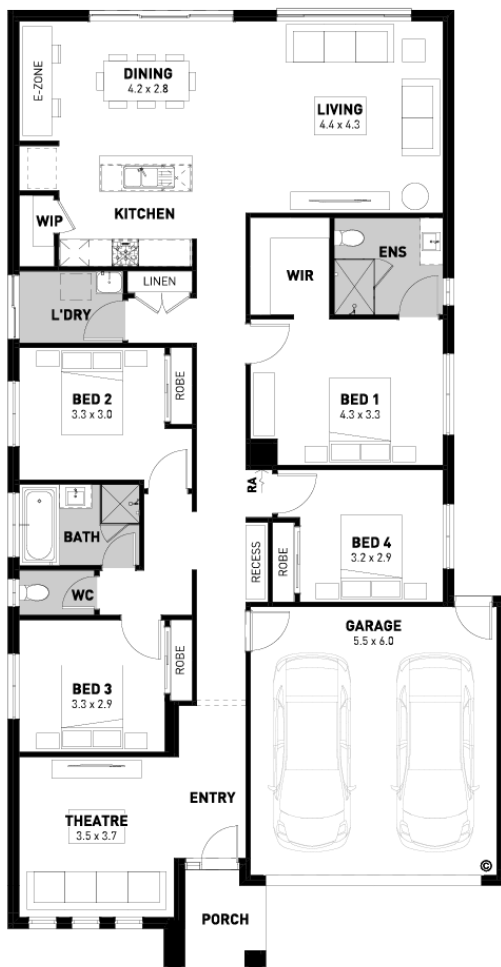 E-ZONE
DINING
4.2 x 2.8
LIVING
4.4 x 4.3
WIP
KITCHEN
L'DRY
LINEN
WIR
ENS
BED 2
3.3 x 3.0
ROBE
BED 1
4.3 x 3.3
BATH
WC
RA
RECESS
ROBE
BED 4
3.2 x 2.9
BED 3
3.3 x 2.9
ROBE
GARAGE
5.5 x 6.0
ENTRY
THEATRE
3.5 x 3.7
PORCH
©